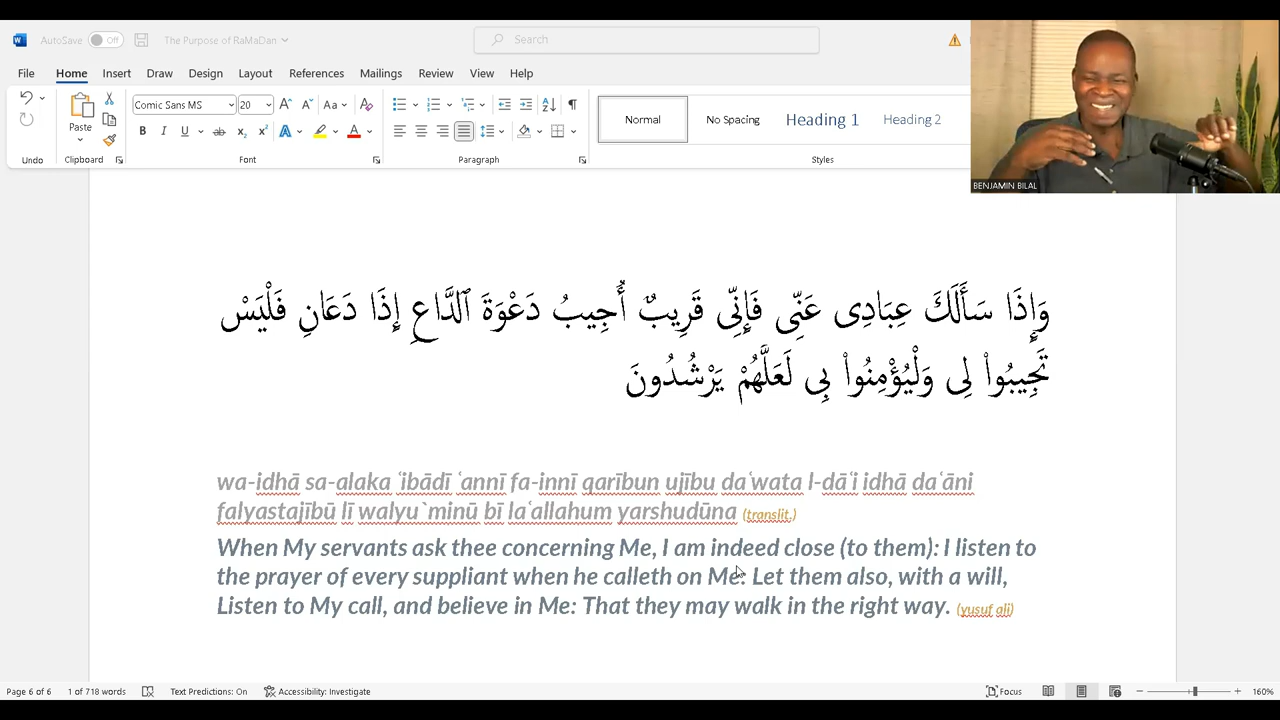 AutoSave Off The Purpose of RaMaDan Search
BENJAMIN BILAL
File Home Insert Draw Design Layout References Mailings Review View Help
Paste Comic Sans MS 20 Normal No Spacing Heading 1 Heading 2
Undo Clipboard Font Paragraph Styles
وَإِذَا سَأَلَكَ عِبَادِى عَنِّى فَإِنِّى قَرِيبٌ أُجِيبُ دَعْوَةَ ٱلدَّاعِ إِذَا دَعَانِ فَلْيَسْ
تَجِيبُوا۟ لِى وَلْيُؤْمِنُوا۟ بِى لَعَلَّهُمْ يَرْشُدُونَ
wa-idhā sa-alaka ʿibādī ʿannī fa-innī qarībun ujību daʿwata l-dāʿi idhā daʿāni
falyastajībū lī walyu`minū bī laʿallahum yarshudūna (translit.)
When My servants ask thee concerning Me, I am indeed close (to them): I listen to
the prayer of every suppliant when he calleth on Me: Let them also, with a will,
Listen to My call, and believe in Me: That they may walk in the right way. (yusuf ali)
Page 6 of 6 1 of 718 words Text Predictions: On Accessibility: Investigate Focus 160%